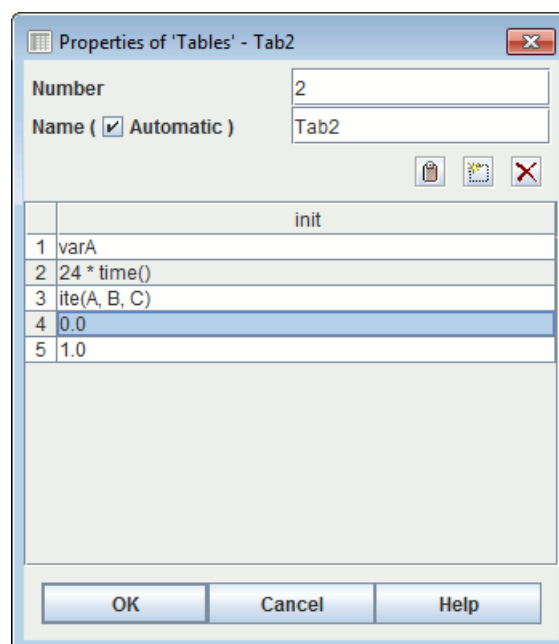 Properties of 'Tables' - Tab2
Number 2
Name ( Automatic ) Tab2
init
1 varA
2 24 * time()
3 ite(A, B, C)
4 0.0
5 1.0
OK Cancel Help